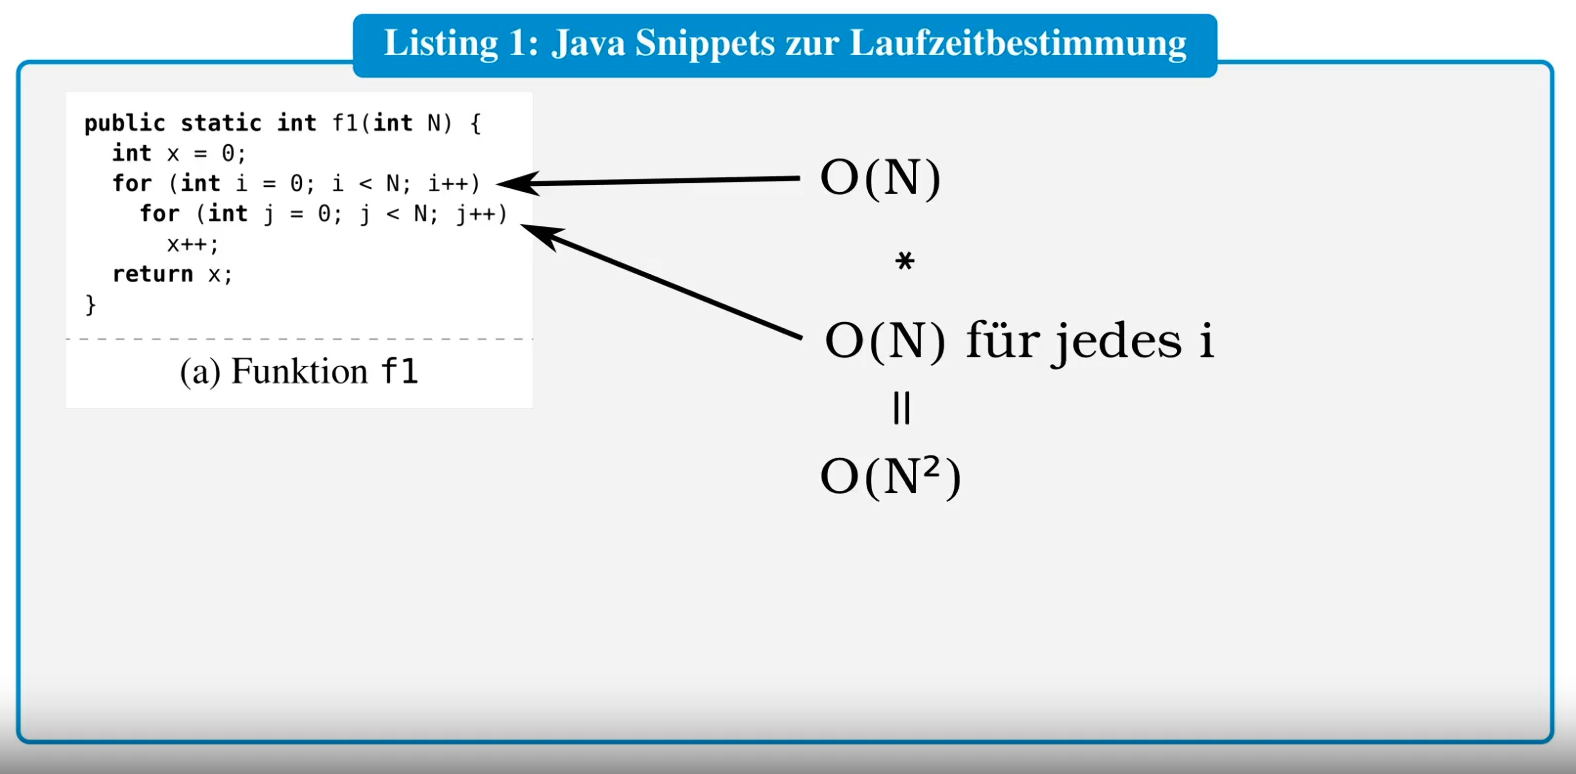 Listing 1: Java Snippets zur Laufzeitbestimmung
public static int f1(int N) {
  int x = 0;
  for (int i = 0; i < N; i++)
    for (int j = 0; j < N; j++)
      x++;
  return x;
}
(a) Funktion f1
O(N)
*
O(N) für jedes i
=
O(N²)